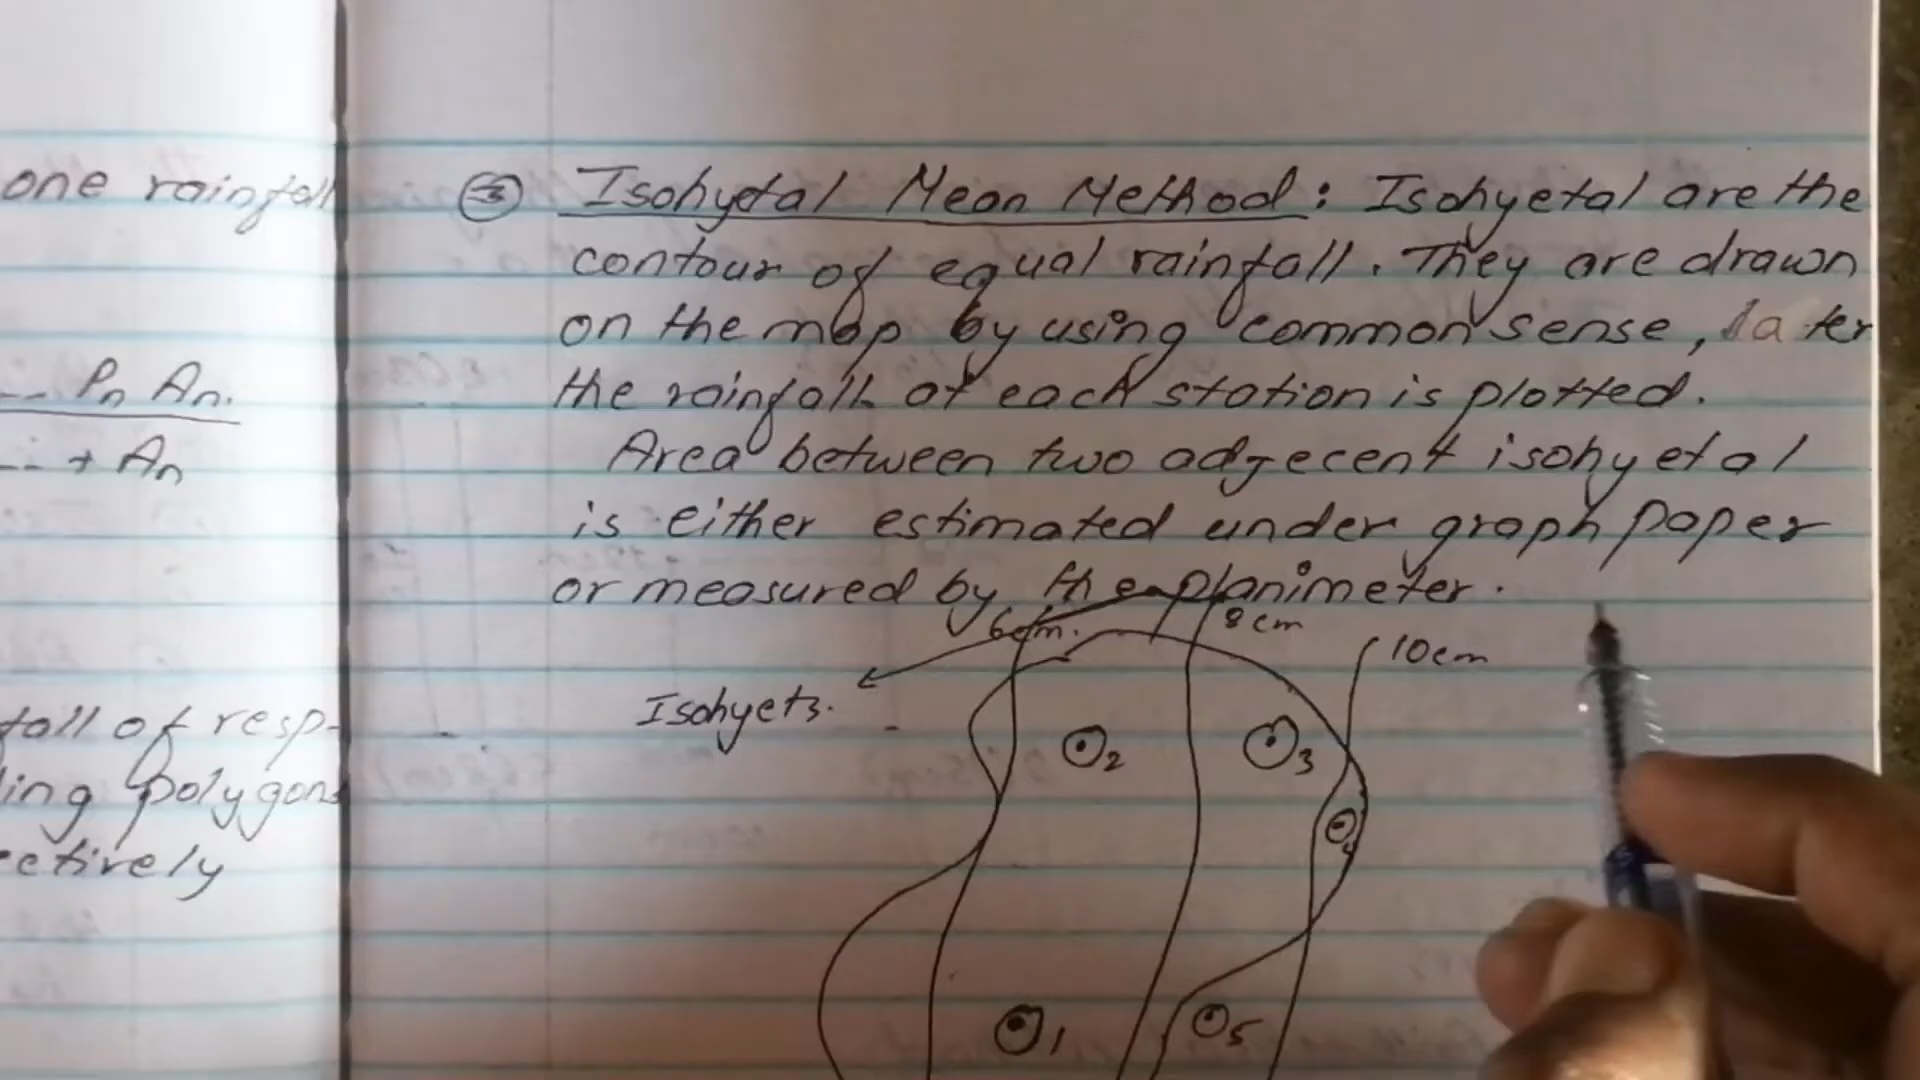 one rainfall
-- Pn An.
-- + An
fall of resp-
ing polygons
ectively
③ Isohyetal Mean Method: Isohyetal are the
contour of equal rainfall. They are drawn
on the map by using common sense, later
the rainfall at each station is plotted.
Area between two adjecent isohyetal
is either estimated under graph paper
or measured by the planimeter.
6cm. 8cm
10cm
Isohyets.
2 3
4
1 5